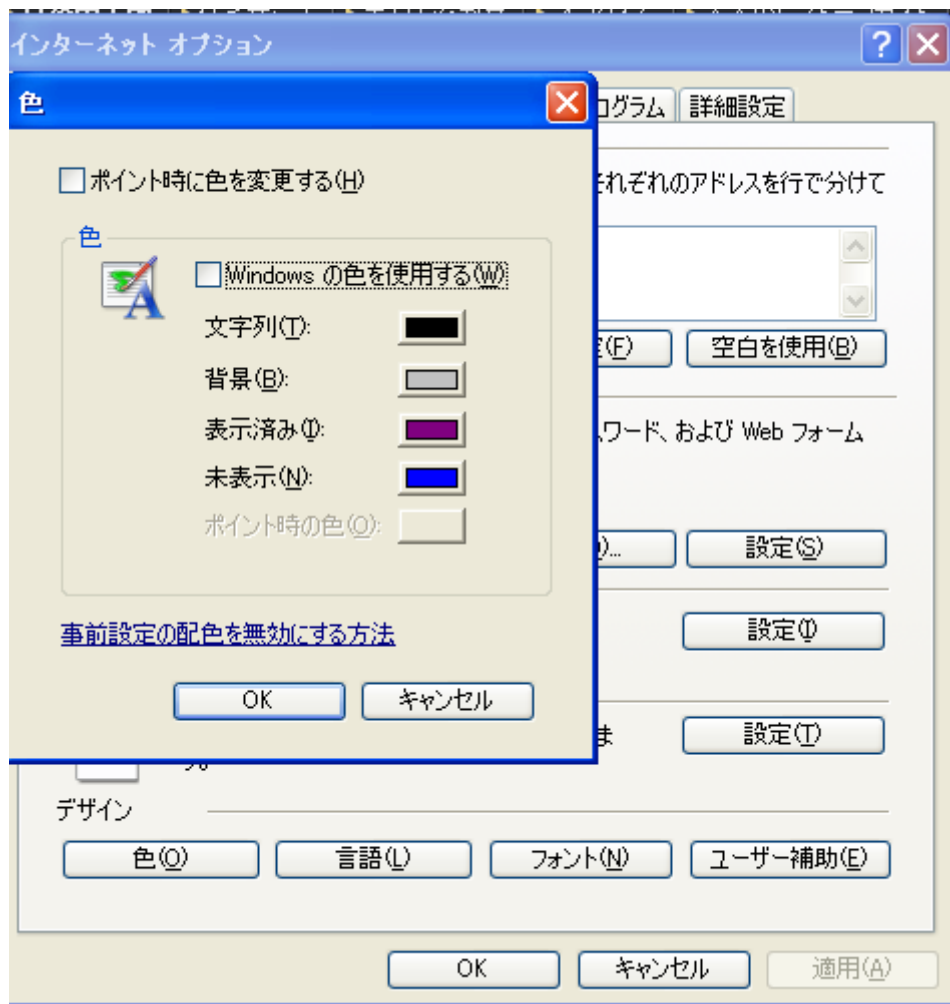 インターネット オプション
色
ログラム
詳細設定
ポイント時に色を変更する(H)
それぞれのアドレスを行で分けて
色
Windows の色を使用する(W)
文字列(T):
(F)
空白を使用(B)
背景(B):
表示済み(I):
ワード、および Web フォーム
未表示(N):
ポイント時の色(O):
設定(S)
事前設定の配色を無効にする方法
設定(I)
OK
キャンセル
ま
設定(T)
す。
デザイン
色(O)
言語(L)
フォント(N)
ユーザー補助(E)
OK
キャンセル
適用(A)